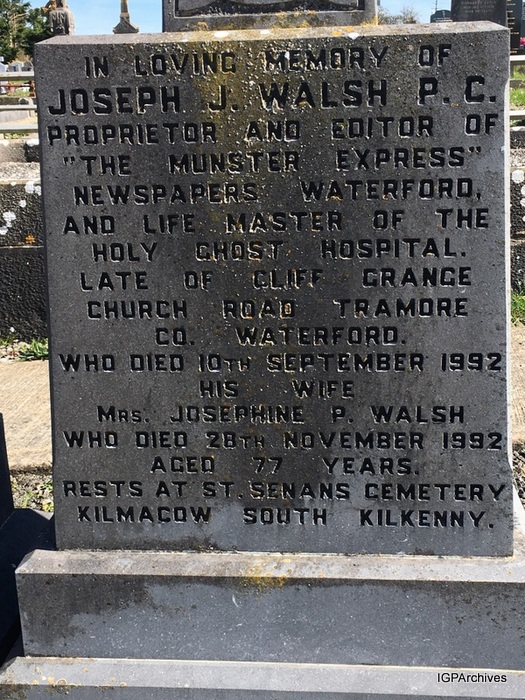 IN LOVING MEMORY OF
JOSEPH J. WALSH P.C.
PROPRIETOR AND EDITOR OF
"THE MUNSTER EXPRESS"
NEWSPAPERS WATERFORD,
AND LIFE MASTER OF THE
HOLY GHOST HOSPITAL.
LATE OF CLIFF GRANGE
CHURCH ROAD TRAMORE
CO. WATERFORD.
WHO DIED 10TH SEPTEMBER 1992
HIS WIFE
MRS. JOSEPHINE P. WALSH
WHO DIED 28TH NOVEMBER 1992
AGED 77 YEARS.
RESTS AT ST. SENANS CEMETERY
KILMACOW SOUTH KILKENNY.
IGPArchives